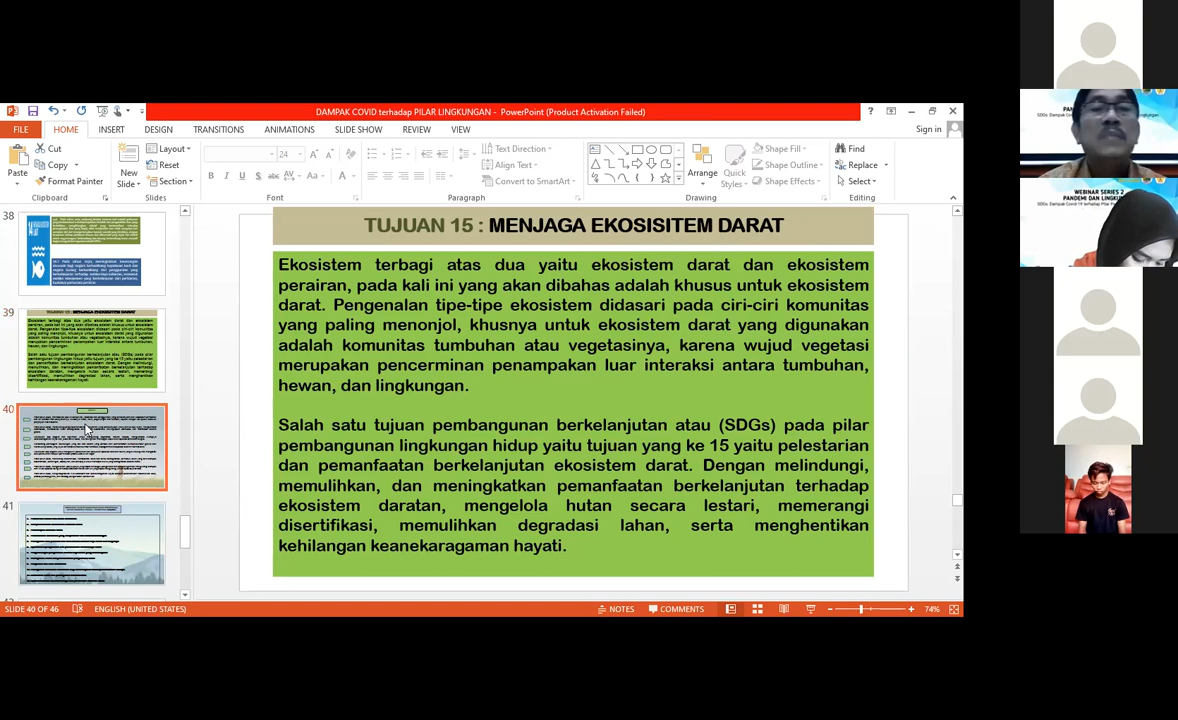 WEBINAR SERIES 2
PANDEMI DAN LINGKUNGAN
DAMPAK COVID terhadap PILAR LINGKUNGAN - PowerPoint (Product Activation Failed)
FILE HOME INSERT DESIGN TRANSITIONS ANIMATIONS SLIDE SHOW REVIEW VIEW
Sign in
Paste
Cut
Copy
Format Painter
Clipboard
New Slide
Layout
Reset
Section
Slides
24
Font
Text Direction
Align Text
Convert to SmartArt
Paragraph
Arrange
Quick Styles
Shape Fill
Shape Outline
Shape Effects
Drawing
Find
Replace
Select
Editing
38
39
40
41
TUJUAN 15 : MENJAGA EKOSISITEM DARAT
Ekosistem terbagi atas dua yaitu ekosistem darat dan ekosistem
perairan, pada kali ini yang akan dibahas adalah khusus untuk ekosistem
darat. Pengenalan tipe-tipe ekosistem didasari pada ciri-ciri komunitas
yang paling menonjol, khusnya untuk ekosistem darat yang digunakan
adalah komunitas tumbuhan atau vegetasinya, karena wujud vegetasi
merupakan pencerminan penampakan luar interaksi antara tumbuhan,
hewan, dan lingkungan.
Salah satu tujuan pembangunan berkelanjutan atau (SDGs) pada pilar
pembangunan lingkungan hidup yaitu tujuan yang ke 15 yaitu pelestarian
dan pemanfaatan berkelanjutan ekosistem darat. Dengan melindungi,
memulihkan, dan meningkatkan pemanfaatan berkelanjutan terhadap
ekosistem daratan, mengelola hutan secara lestari, memerangi
disertifikasi, memulihkan degradasi lahan, serta menghentikan
kehilangan keanekaragaman hayati.
SLIDE 40 OF 46
ENGLISH (UNITED STATES)
NOTES
COMMENTS
74%